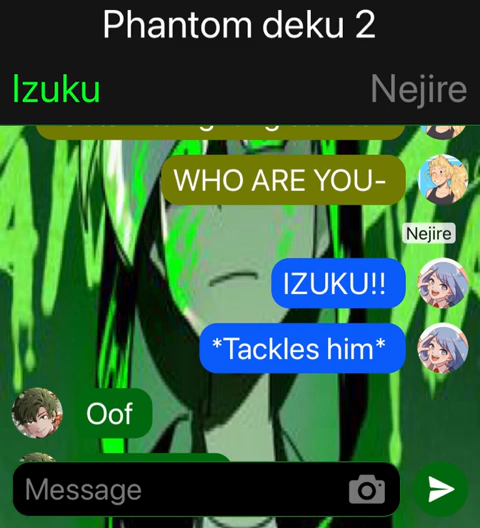 Phantom deku 2
Izuku
Nejire
WHO ARE YOU-
Nejire
IZUKU!!
*Tackles him*
Oof
Message